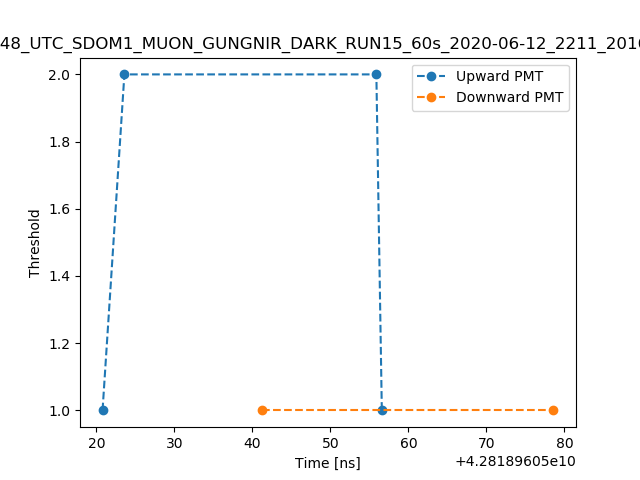 48_UTC_SDOM1_MUON_GUNGNIR_DARK_RUN15_60s_2020-06-12_2211_2016
Upward PMT
Downward PMT
Threshold
2.0
1.8
1.6
1.4
1.2
1.0
20 30 40 50 60 70 80
Time [ns]
+4.28189605e10